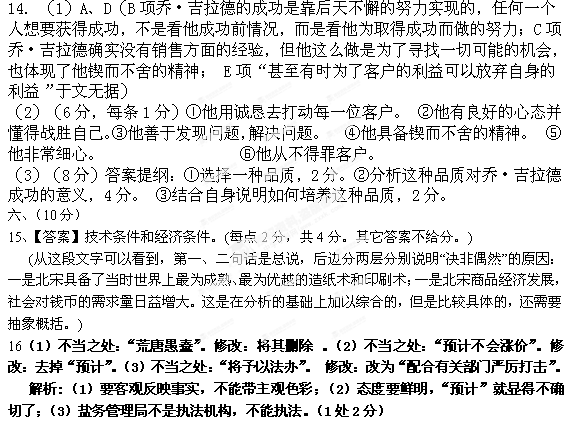 14. （1）A、D（B项乔·吉拉德的成功是靠后天不懈的努力实现的，任何一个
人想要获得成功，不是看他成功前情况，而是看他为取得成功而做的努力；C项
乔·吉拉德确实没有销售方面的经验，但他这么做是为了寻找一切可能的机会，
也体现了他锲而不舍的精神； E项“甚至有时为了客户的利益可以放弃自身的
利益 ”于文无据）
（2）（6分，每条1分）①他用诚恳去打动每一位客户。 ②他有良好的心态并
懂得战胜自己。③他善于发现问题，解决问题。 ④他具备锲而不舍的精神。 ⑤
他非常细心。 ⑥他从不得罪客户。
（3）（8分）答案提纲：①选择一种品质，2分。②分析这种品质对乔·吉拉德
成功的意义，4分。 ③结合自身说明如何培养这种品质，2分。
六、（10分）
15、【答案】技术条件和经济条件。(每点2分，共4分。其它答案不给分。)
(从这段文字可以看到，第一、二句话是总说，后边分两层分别说明“决非偶然”的原因：
一是北宋具备了当时世界上最为成熟、最为优越的造纸术和印刷术；一是北宋商品经济发展，
社会对钱币的需求量日益增大。这是在分析的基础上加以综合的，但是比较具体的，还需要
抽象概括。)
16（1）不当之处：“荒唐愚蠢”。修改：将其删除 。（2）不当之处：“预计不会涨价”。修
改：去掉“预计”。（3）不当之处：“将予以法办”。 修改：改为“配合有关部门严厉打击”。
解析：（1）要客观反映事实，不能带主观色彩；（2）态度要鲜明，“预计”就显得不确
切了；（3）盐务管理局不是执法机构，不能执法。（1处2分）